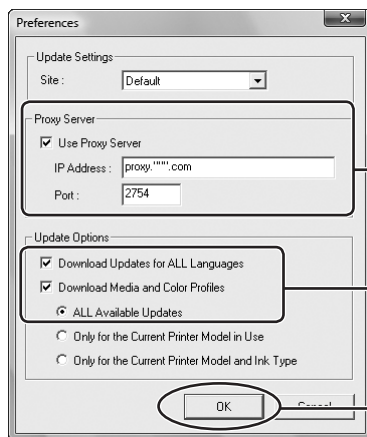 Preferences
X
Update Settings
Site : Default
Proxy Server
Use Proxy Server
IP Address : proxy.""".com
Port : 2754
Update Options
Download Updates for ALL Languages
Download Media and Color Profiles
ALL Available Updates
Only for the Current Printer Model in Use
Only for the Current Printer Model and Ink Type
OK Cancel